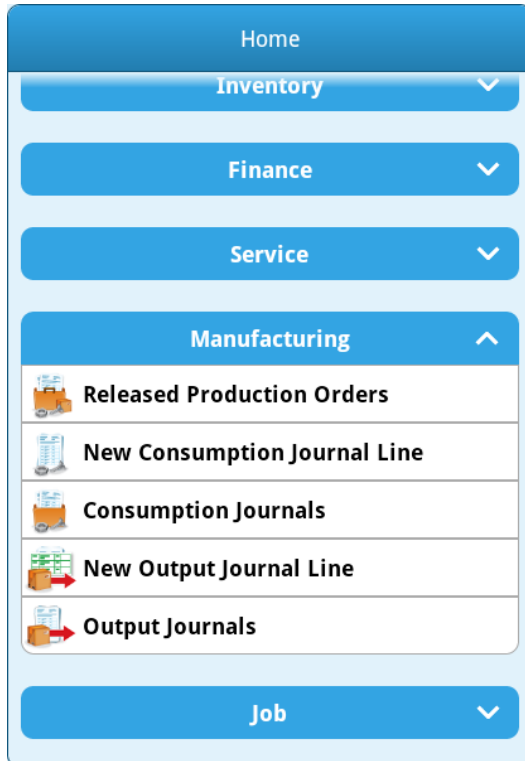 Home
Inventory
Finance
Service
Manufacturing
Released Production Orders
New Consumption Journal Line
Consumption Journals
New Output Journal Line
Output Journals
Job